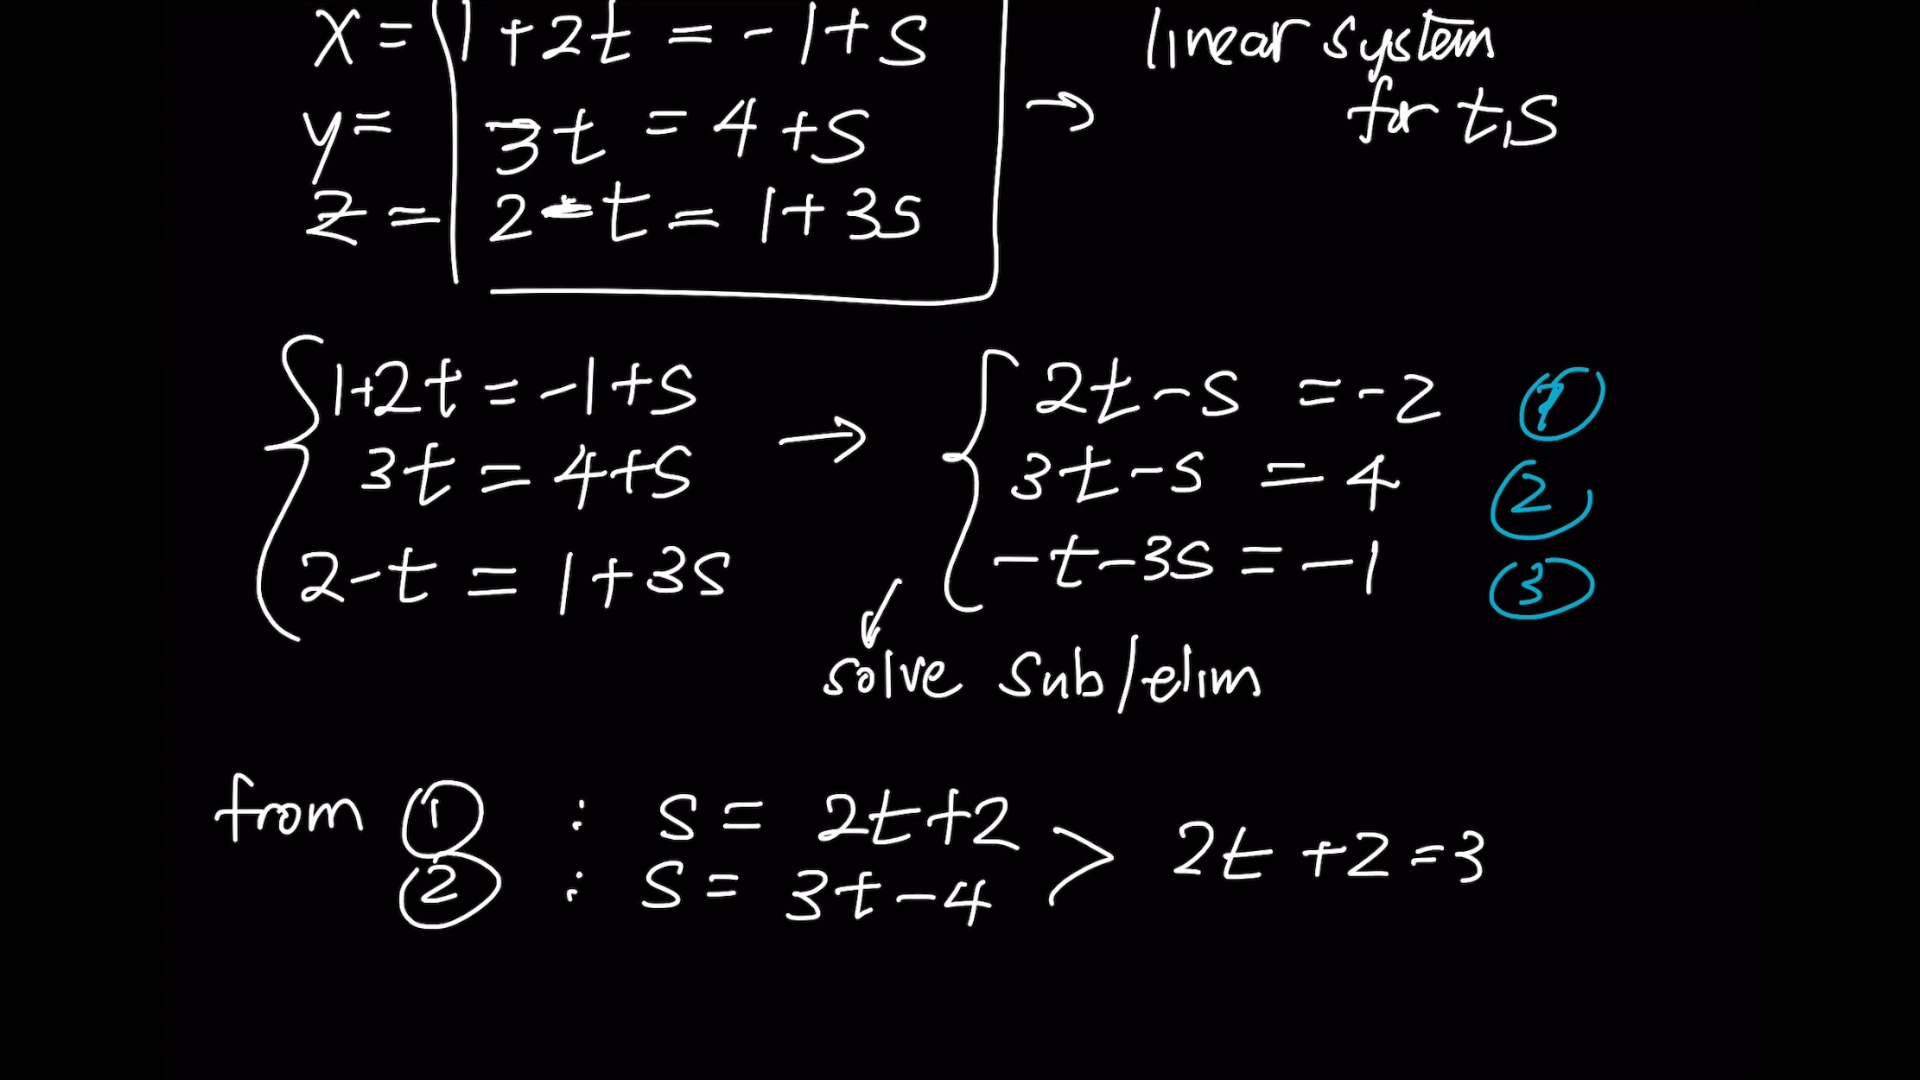 x = 1+2t = -1+s → linear system
y= 3t = 4+s for t,s
z = 2-t = 1+3s
1+2t = -1+s → 2t-s = -2 ①
3t = 4+s 3t-s = 4 ②
2-t = 1+3s -t-3s = -1 ③
solve sub/elim
from ① : s = 2t+2 > 2t+2=3
② : s = 3t-4